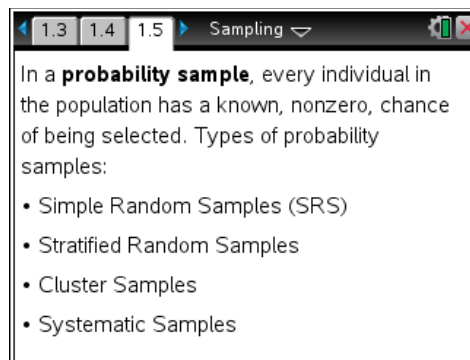 1.3 1.4 1.5 Sampling
In a probability sample, every individual in
the population has a known, nonzero, chance
of being selected. Types of probability
samples:
• Simple Random Samples (SRS)
• Stratified Random Samples
• Cluster Samples
• Systematic Samples